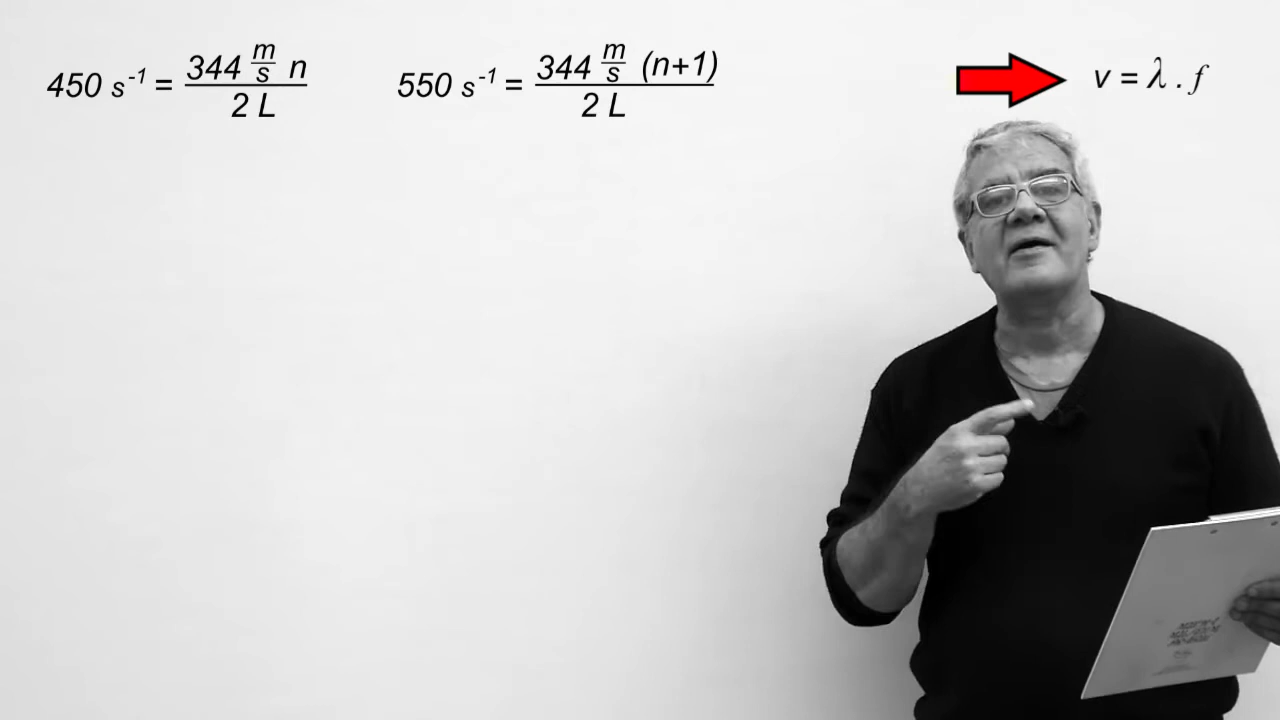 450 s⁻¹ = 344 m/s n / 2 L
550 s⁻¹ = 344 m/s (n+1) / 2 L
v = λ . f